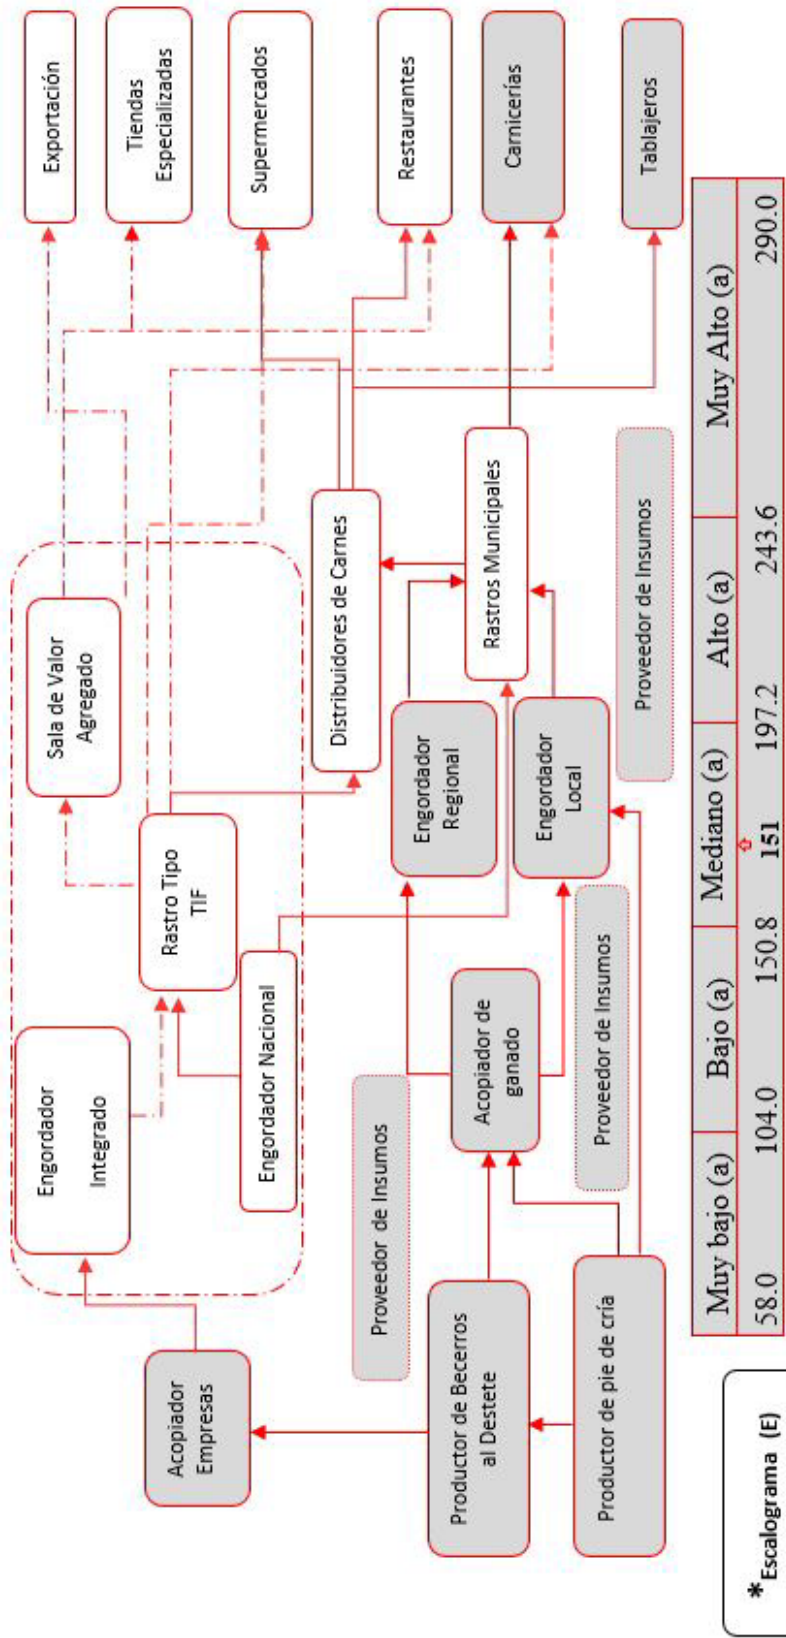 Exportación
Tiendas
Especializadas
Supermercados
Restaurantes
Carnicerías
Tablajeros
Sala de Valor
Agregado
Distribuidores de Carnes
Rastros Municipales
Proveedor de Insumos
Rastro Tipo
TIF
Engordador
Regional
Engordador
Local
Engordador
Integrado
Engordador Nacional
Acopiador de
ganado
Proveedor de Insumos
Proveedor de Insumos
Acopiador
Empresas
Productor de Becerros
al Destete
Productor de pie de cría
Muy bajo (a) Bajo (a) Mediano (a) Alto (a) Muy Alto (a)
58.0 104.0 150.8 151 197.2 243.6 290.0
*Escalograma (E)